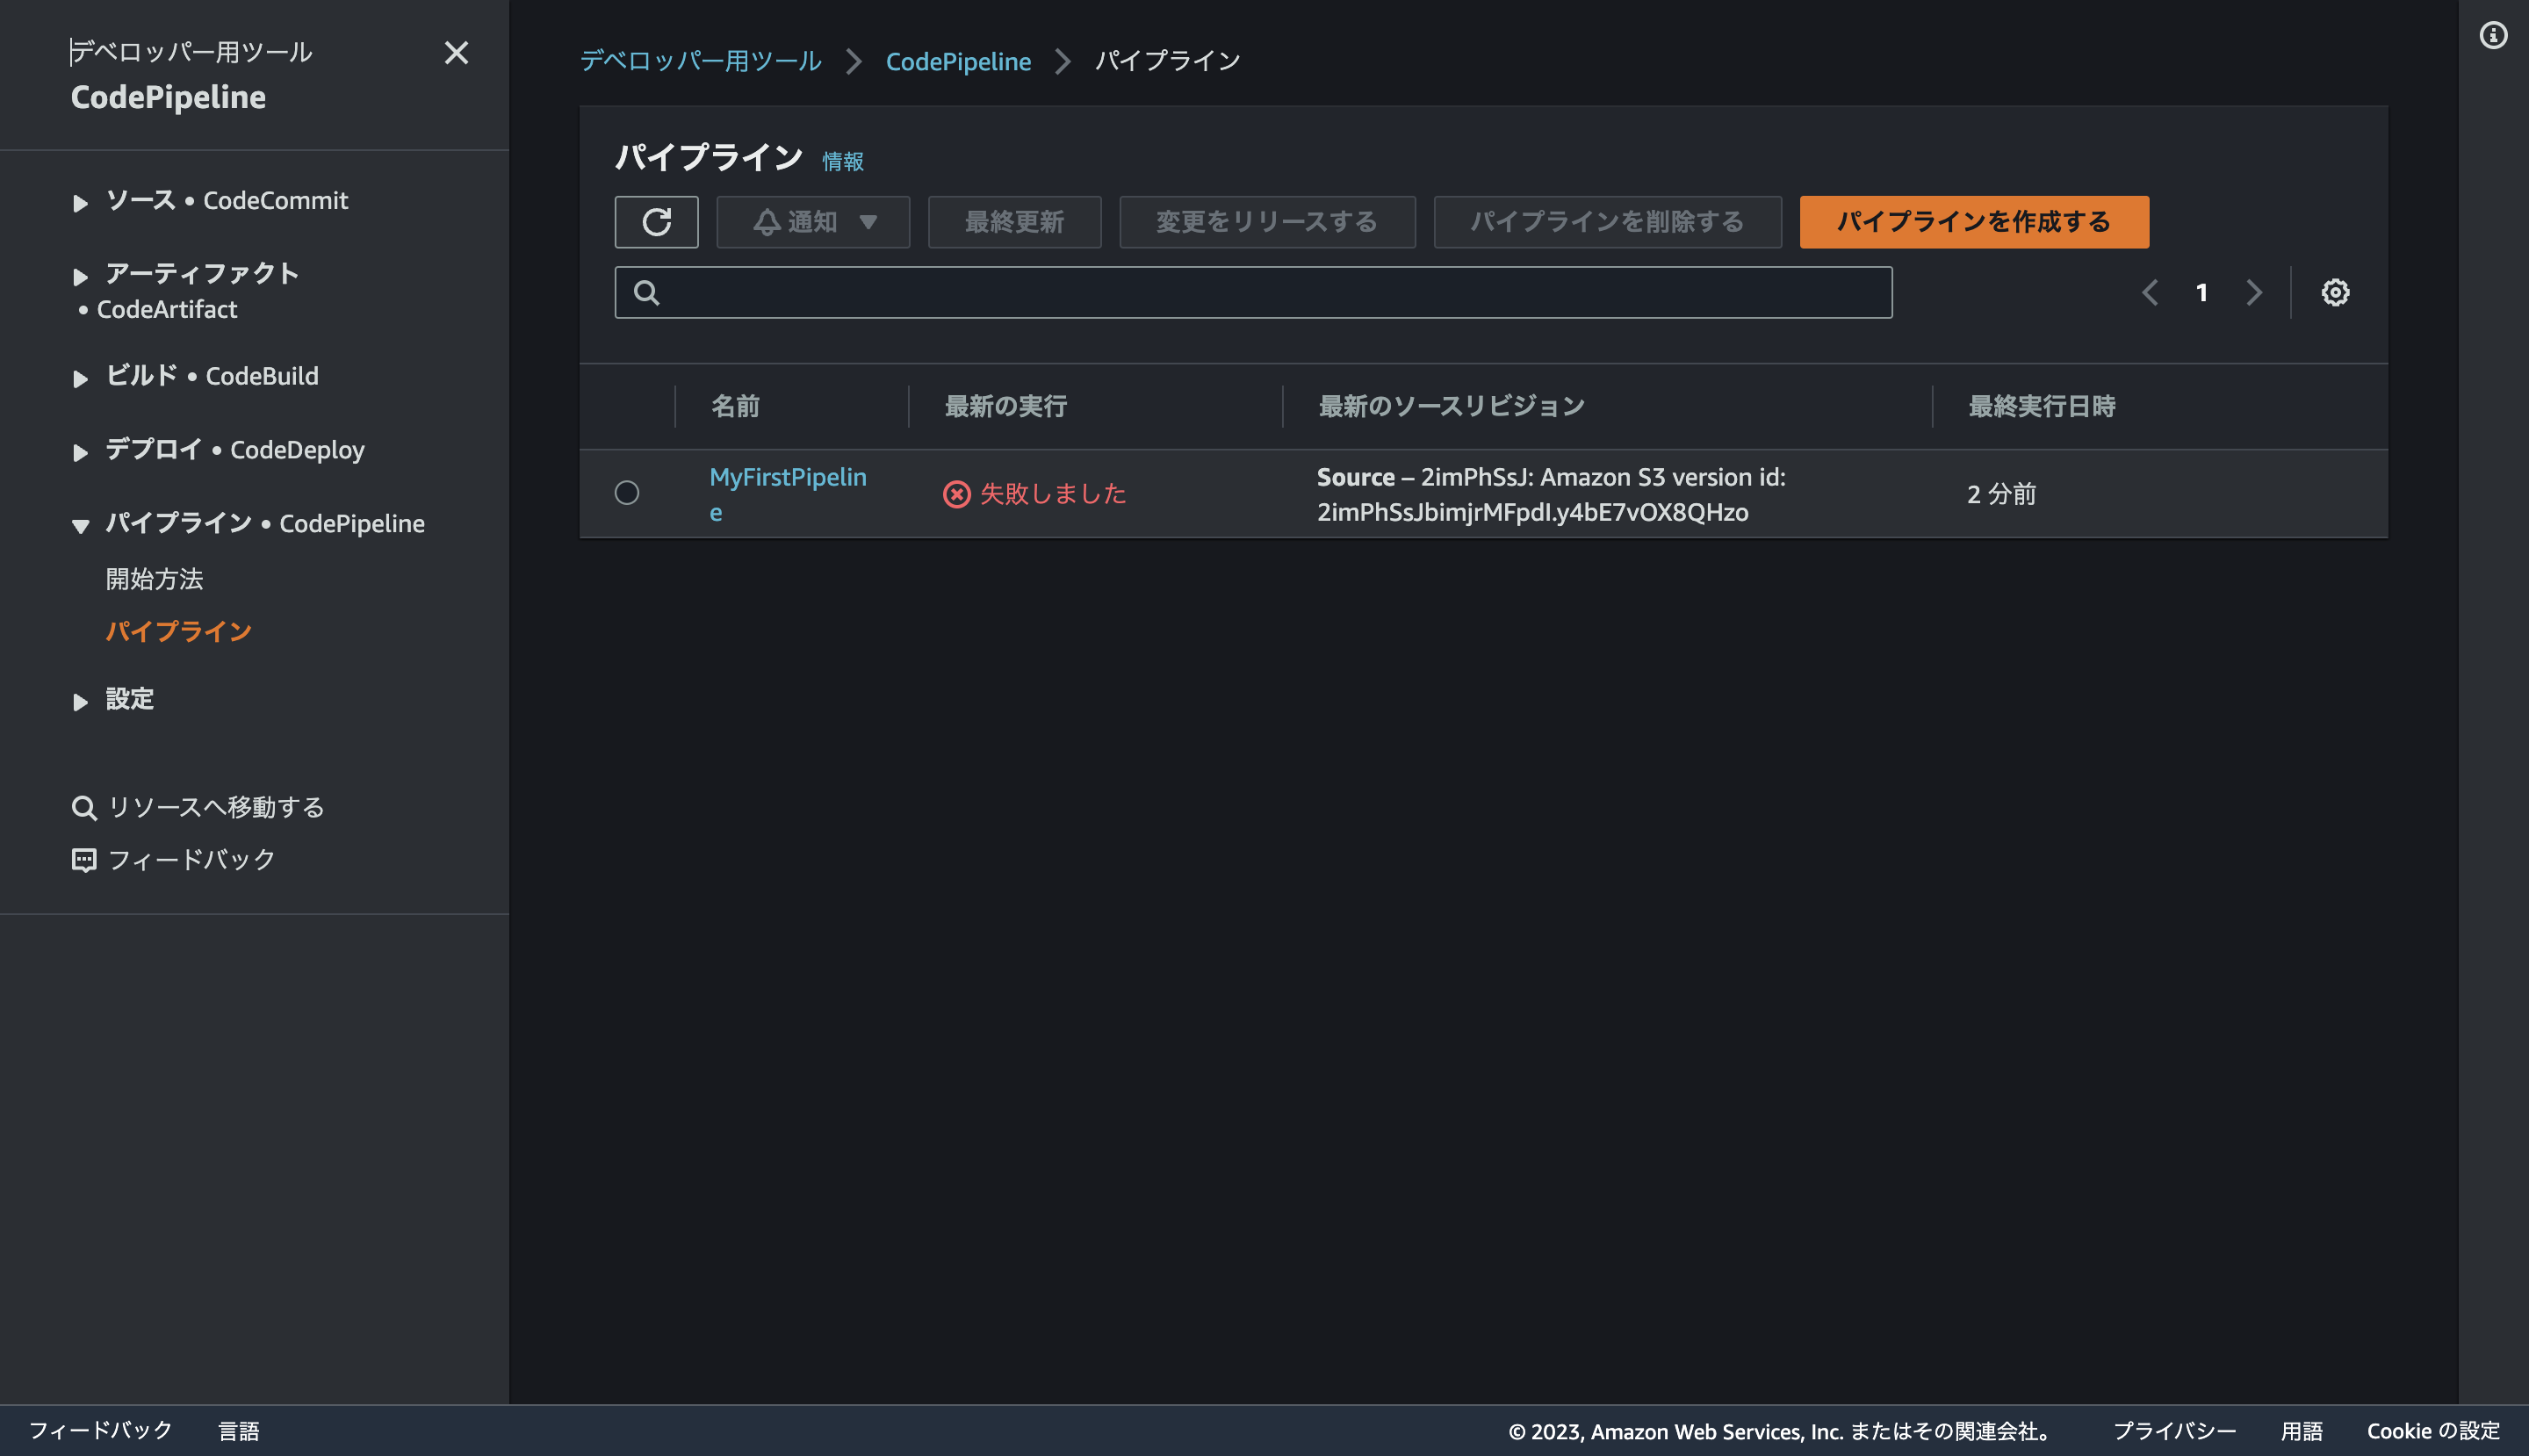 デベロッパー用ツール
CodePipeline
ソース • CodeCommit
アーティファクト
• CodeArtifact
ビルド • CodeBuild
デプロイ • CodeDeploy
パイプライン • CodePipeline
開始方法
パイプライン
設定
リソースへ移動する
フィードバック
デベロッパー用ツール CodePipeline パイプライン
パイプライン 情報
通知 最終更新 変更をリリースする パイプラインを削除する パイプラインを作成する
1
名前 最新の実行 最新のソースリビジョン 最終実行日時
MyFirstPipelin
e
失敗しました
Source – 2imPhSsJ: Amazon S3 version id:
2imPhSsJbimjrMFpdI.y4bE7vOX8QHzo
2 分前
フィードバック 言語 © 2023, Amazon Web Services, Inc. またはその関連会社。 プライバシー 用語 Cookie の設定